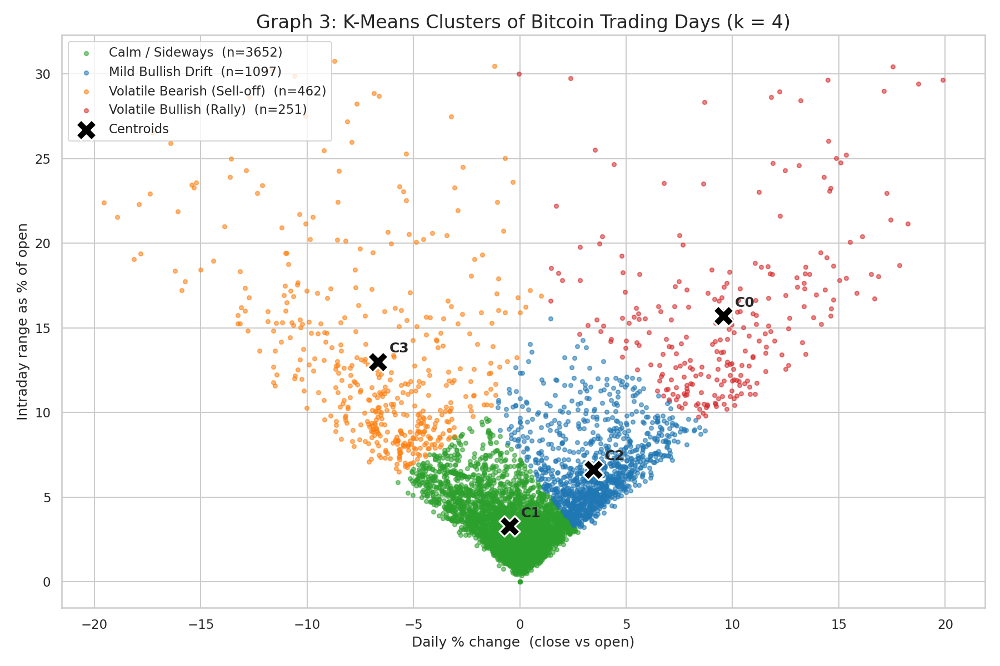 Graph 3: K-Means Clusters of Bitcoin Trading Days (k = 4)
Calm / Sideways  (n=3652)
Mild Bullish Drift  (n=1097)
Volatile Bearish (Sell-off)  (n=462)
Volatile Bullish (Rally)  (n=251)
Centroids
Intraday range as % of open
30
25
20
15
10
5
0
C0
C3
C2
C1
−20
−15
−10
−5
0
5
10
15
20
Daily % change  (close vs open)